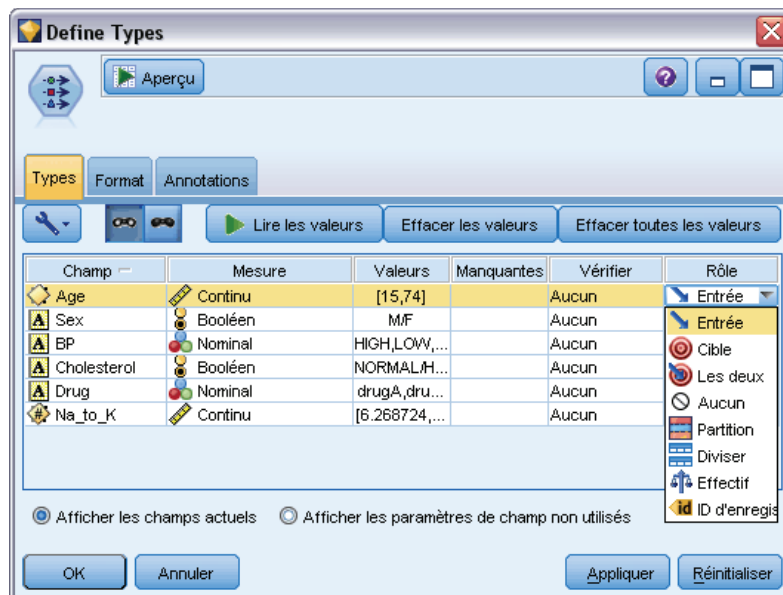 Define Types
Aperçu
Types Format Annotations
Lire les valeurs Effacer les valeurs Effacer toutes les valeurs
Champ Mesure Valeurs Manquantes Vérifier Rôle
Age Continu [15,74] Aucun Entrée
A Sex Booléen M/F Aucun Entrée
A BP Nominal HIGH,LOW,... Aucun Cible
A Cholesterol Booléen NORMAL/H... Aucun Les deux
A Drug Nominal drugA,dru... Aucun Aucun
# Na_to_K Continu [6.268724,... Aucun Partition
Diviser
Effectif
id ID d'enregis
Afficher les champs actuels Afficher les paramètres de champ non utilisés
OK Annuler Appliquer Réinitialiser